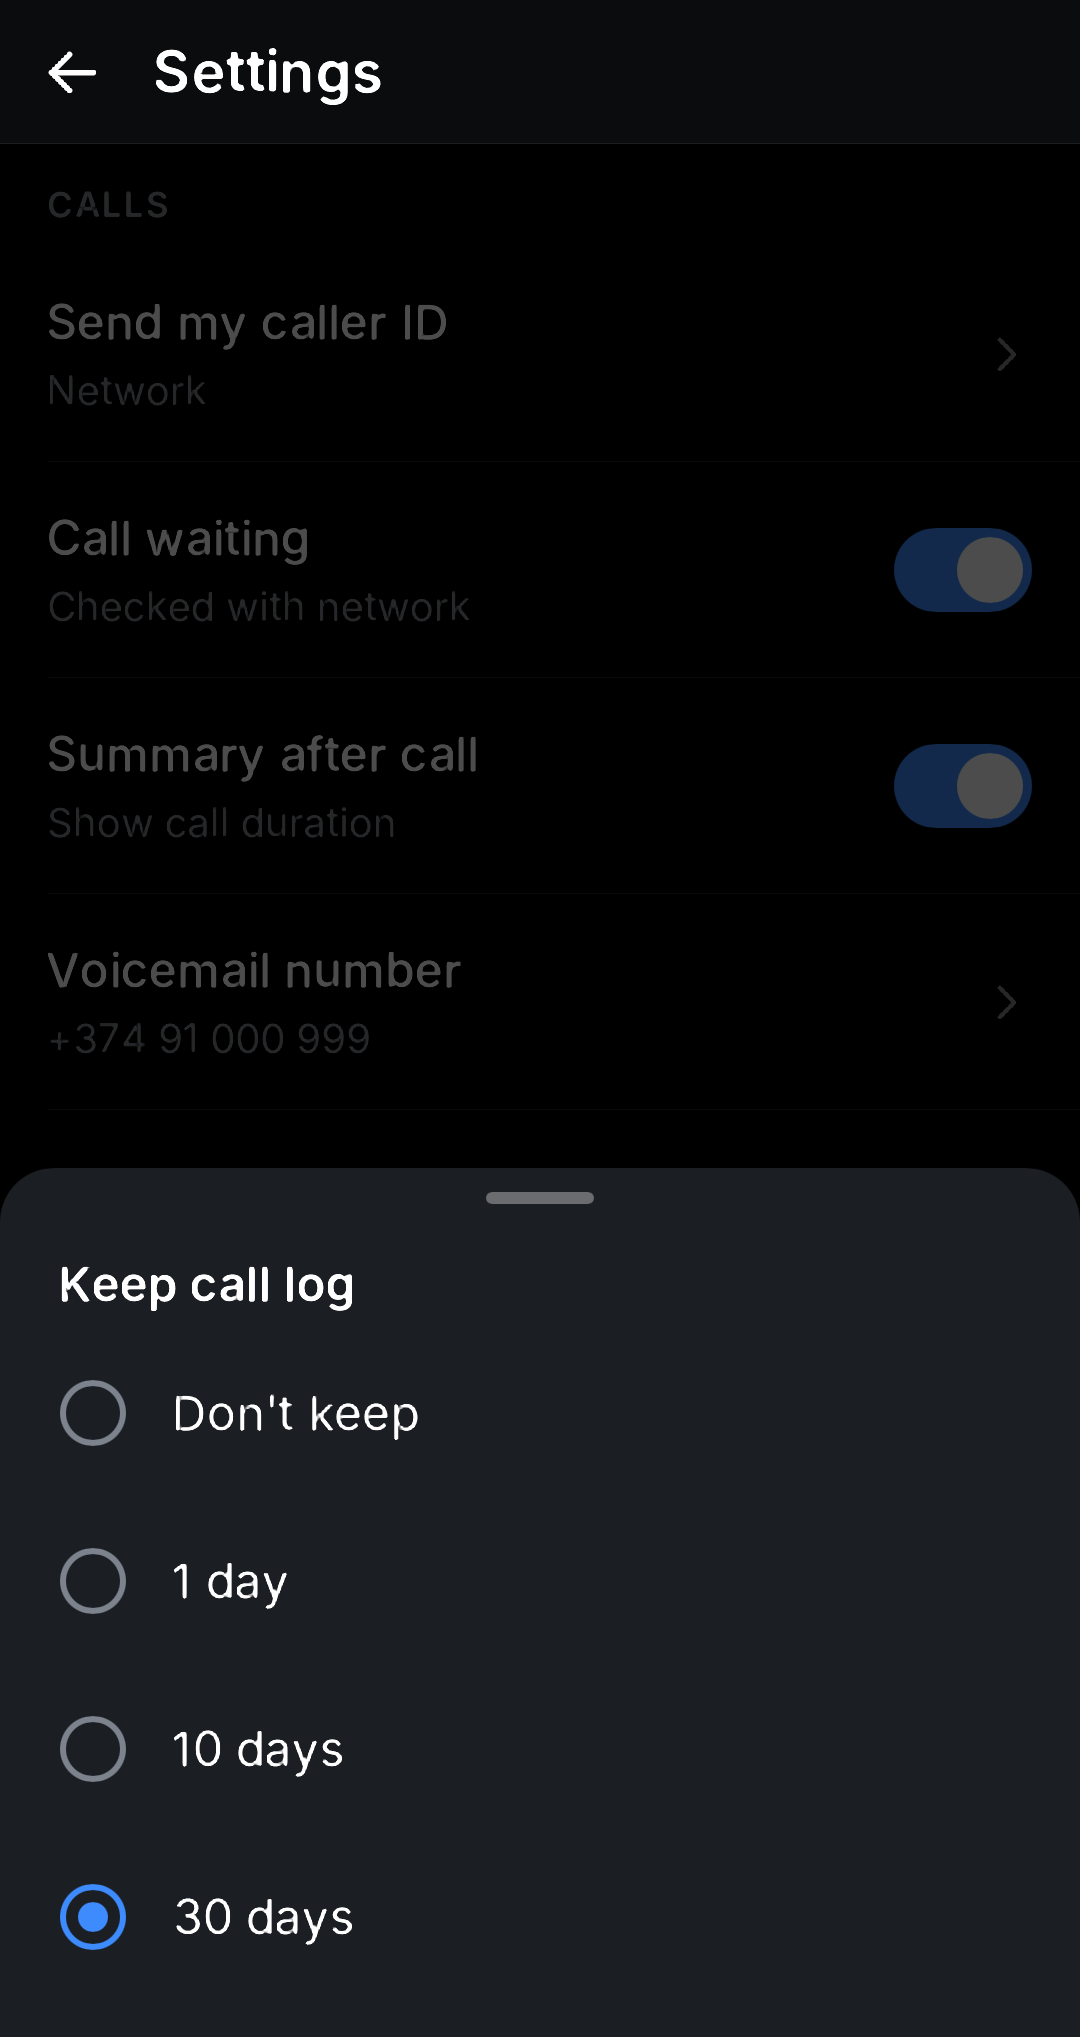 Settings
CALLS
Send my caller ID
Network
Call waiting
Checked with network
Summary after call
Show call duration
Voicemail number
+374 91 000 999
Keep call log
Don't keep
1 day
10 days
30 days